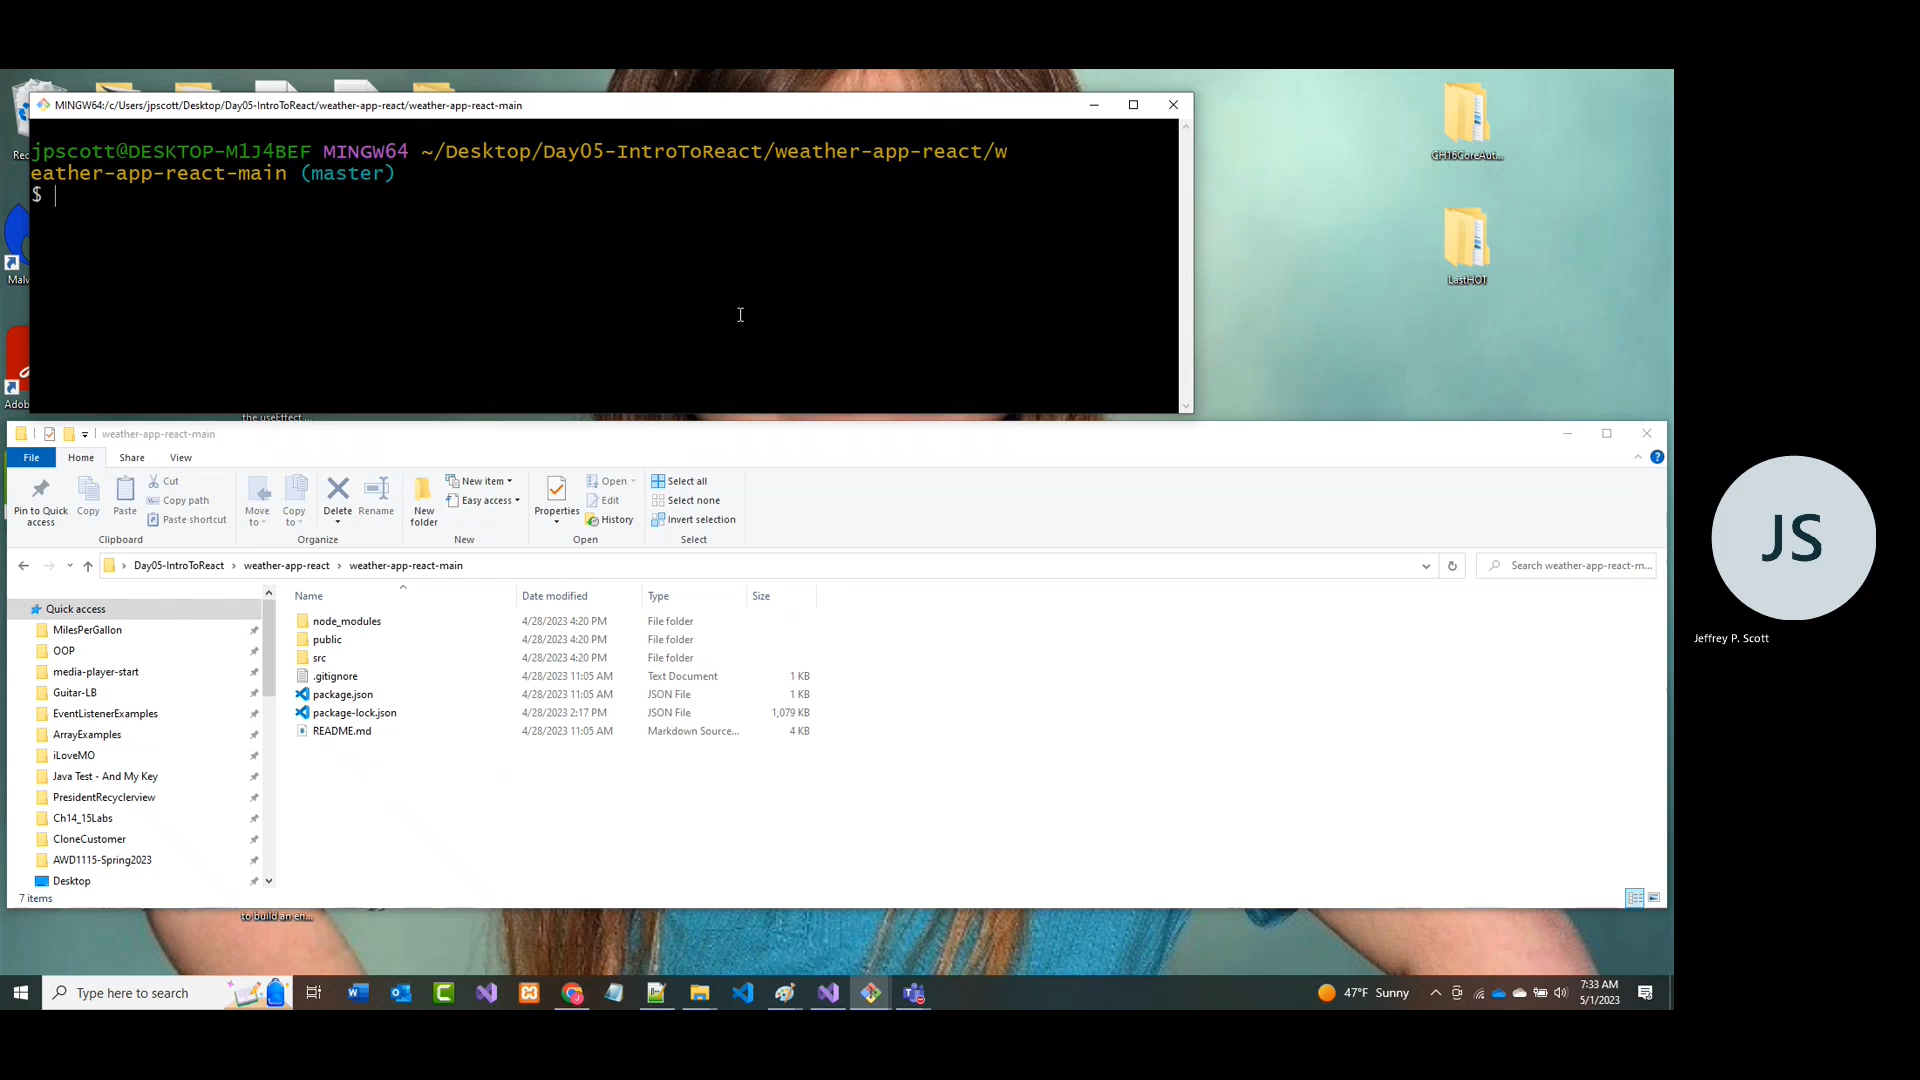 MINGW64:/c/Users/jpscott/Desktop/Day05-IntroToReact/weather-app-react/weather-app-react-main
jpscott@DESKTOP-M1J4BEF MINGW64 ~/Desktop/Day05-IntroToReact/weather-app-react/w
eather-app-react-main (master)
$
CH16CoreAut...
LastHOT
Rec
Malw
Adob
the useEffect ...
weather-app-react-main
File Home Share View
Pin to Quick access
Copy
Paste
Cut
Copy path
Paste shortcut
Clipboard
Move to
Copy to
Delete
Rename
Organize
New folder
New item
Easy access
New
Properties
Open
Edit
History
Open
Select all
Select none
Invert selection
Select
Day05-IntroToReact › weather-app-react › weather-app-react-main
Search weather-app-react-m...
Quick access
MilesPerGallon
OOP
media-player-start
Guitar-LB
EventListenerExamples
ArrayExamples
iLoveMO
Java Test - And My Key
PresidentRecyclerview
Ch14_15Labs
CloneCustomer
AWD1115-Spring2023
Desktop
Name Date modified Type Size
node_modules 4/28/2023 4:20 PM File folder
public 4/28/2023 4:20 PM File folder
src 4/28/2023 4:20 PM File folder
.gitignore 4/28/2023 11:05 AM Text Document 1 KB
package.json 4/28/2023 11:05 AM JSON File 1 KB
package-lock.json 4/28/2023 2:17 PM JSON File 1,079 KB
README.md 4/28/2023 11:05 AM Markdown Source... 4 KB
7 items
to build an en...
Type here to search
47°F Sunny
7:33 AM
5/1/2023
JS
Jeffrey P. Scott